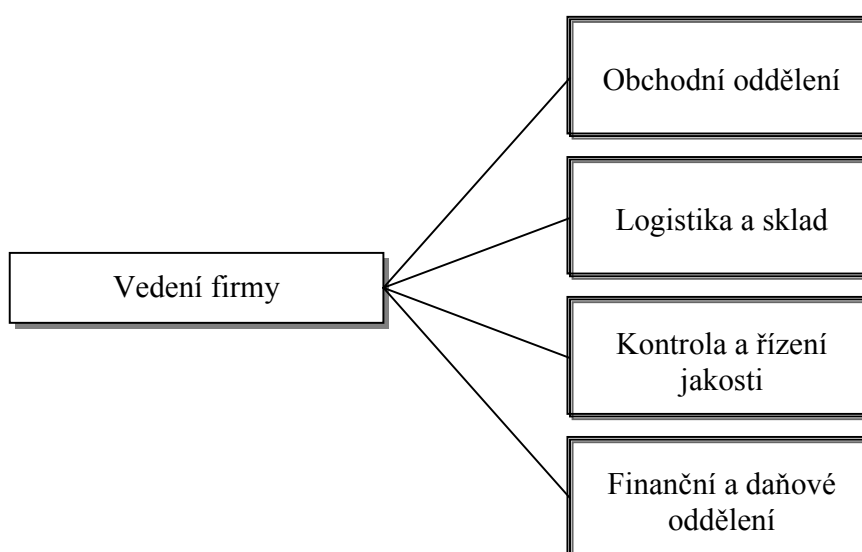 Obchodní oddělení
Logistika a sklad
Vedení firmy
Kontrola a řízení
jakosti
Finanční a daňové
oddělení